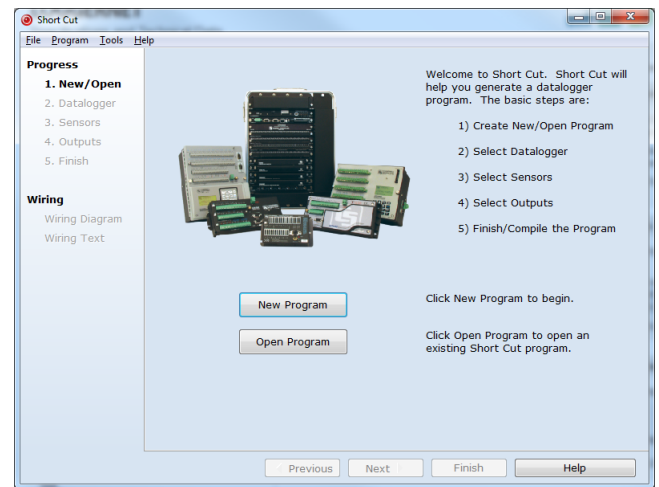 Short Cut
File Program Tools Help
Progress
1. New/Open
2. Datalogger
3. Sensors
4. Outputs
5. Finish
Wiring
Wiring Diagram
Wiring Text
Welcome to Short Cut. Short Cut will
help you generate a datalogger
program. The basic steps are:
1) Create New/Open Program
2) Select Datalogger
3) Select Sensors
4) Select Outputs
5) Finish/Compile the Program
New Program
Click New Program to begin.
Open Program
Click Open Program to open an
existing Short Cut program.
Previous Next Finish Help